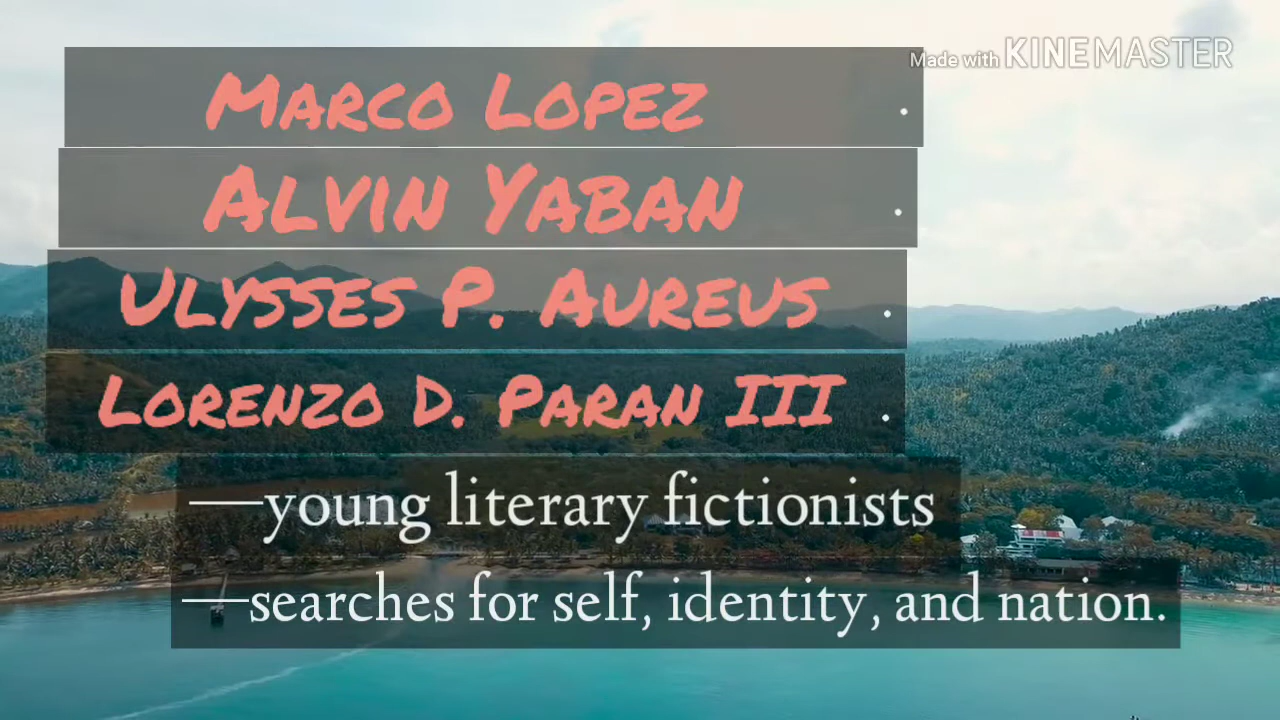 Made with KINEMASTER
MARCO LOPEZ .
ALVIN YABAN .
ULYSSES P. AUREUS .
LORENZO D. PARAN III .
—young literary fictionists
—searches for self, identity, and nation.